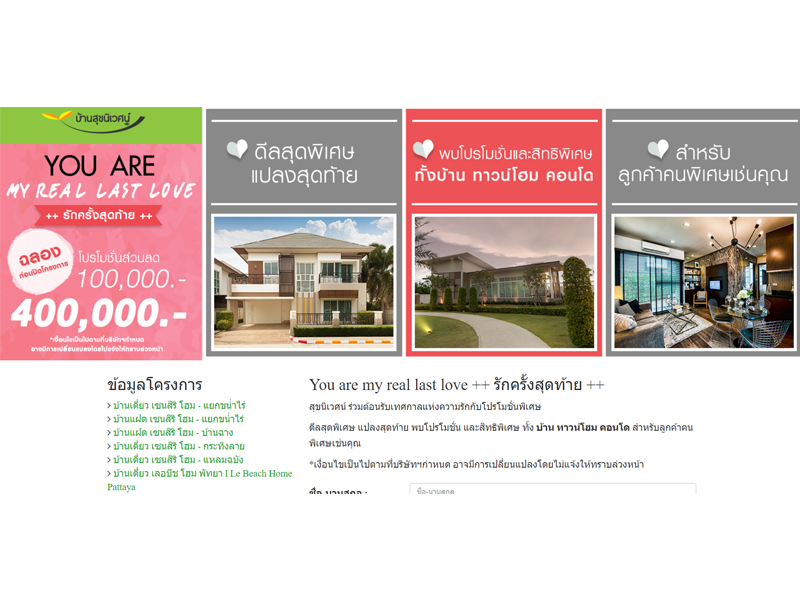 บ้านสุขนิเวศน์
YOU ARE
MY REAL LAST LOVE
++ รักครั้งสุดท้าย ++
ฉลอง
ก่อนปิดโครงการ
โปรโมชั่นส่วนลด
100,000.-
400,000.-
*เงื่อนไขเป็นไปตามที่บริษัทฯกำหนด
อาจมีการเปลี่ยนแปลงโดยไม่แจ้งให้ทราบล่วงหน้า
ดีลสุดพิเศษ
แปลงสุดท้าย
พบโปรโมชั่นและสิทธิพิเศษ
ทั้งบ้าน ทาวน์โฮม คอนโด
สำหรับ
ลูกค้าคนพิเศษเช่นคุณ
ข้อมูลโครงการ
> บ้านเดี่ยว เซนสิริ โฮม - แยกขน่ำไร่
> บ้านแฝด เซนสิริ โฮม - แยกขน่ำไร่
> บ้านแฝด เซนสิริ โฮม - บ้านฉาง
> บ้านเดี่ยว เซนสิริ โฮม - กระทิงลาย
> บ้านเดี่ยว เซนสิริ โฮม - แหลมฉบัง
> บ้านเดี่ยว เลอบีช โฮม พัทยา l Le Beach Home
Pattaya
You are my real last love ++ รักครั้งสุดท้าย ++
สุขนิเวศน์ ร่วมต้อนรับเทศกาลแห่งความรักกับโปรโมชั่นพิเศษ
ดีลสุดพิเศษ แปลงสุดท้าย พบโปรโมชั่น และสิทธิพิเศษ ทั้ง บ้าน ทาวน์โฮม คอนโด สำหรับลูกค้าคน
พิเศษเช่นคุณ
*เงื่อนไขเป็นไปตามที่บริษัทฯกำหนด อาจมีการเปลี่ยนแปลงโดยไม่แจ้งให้ทราบล่วงหน้า
ชื่อ-นามสกุล :
ชื่อ-นามสกุล